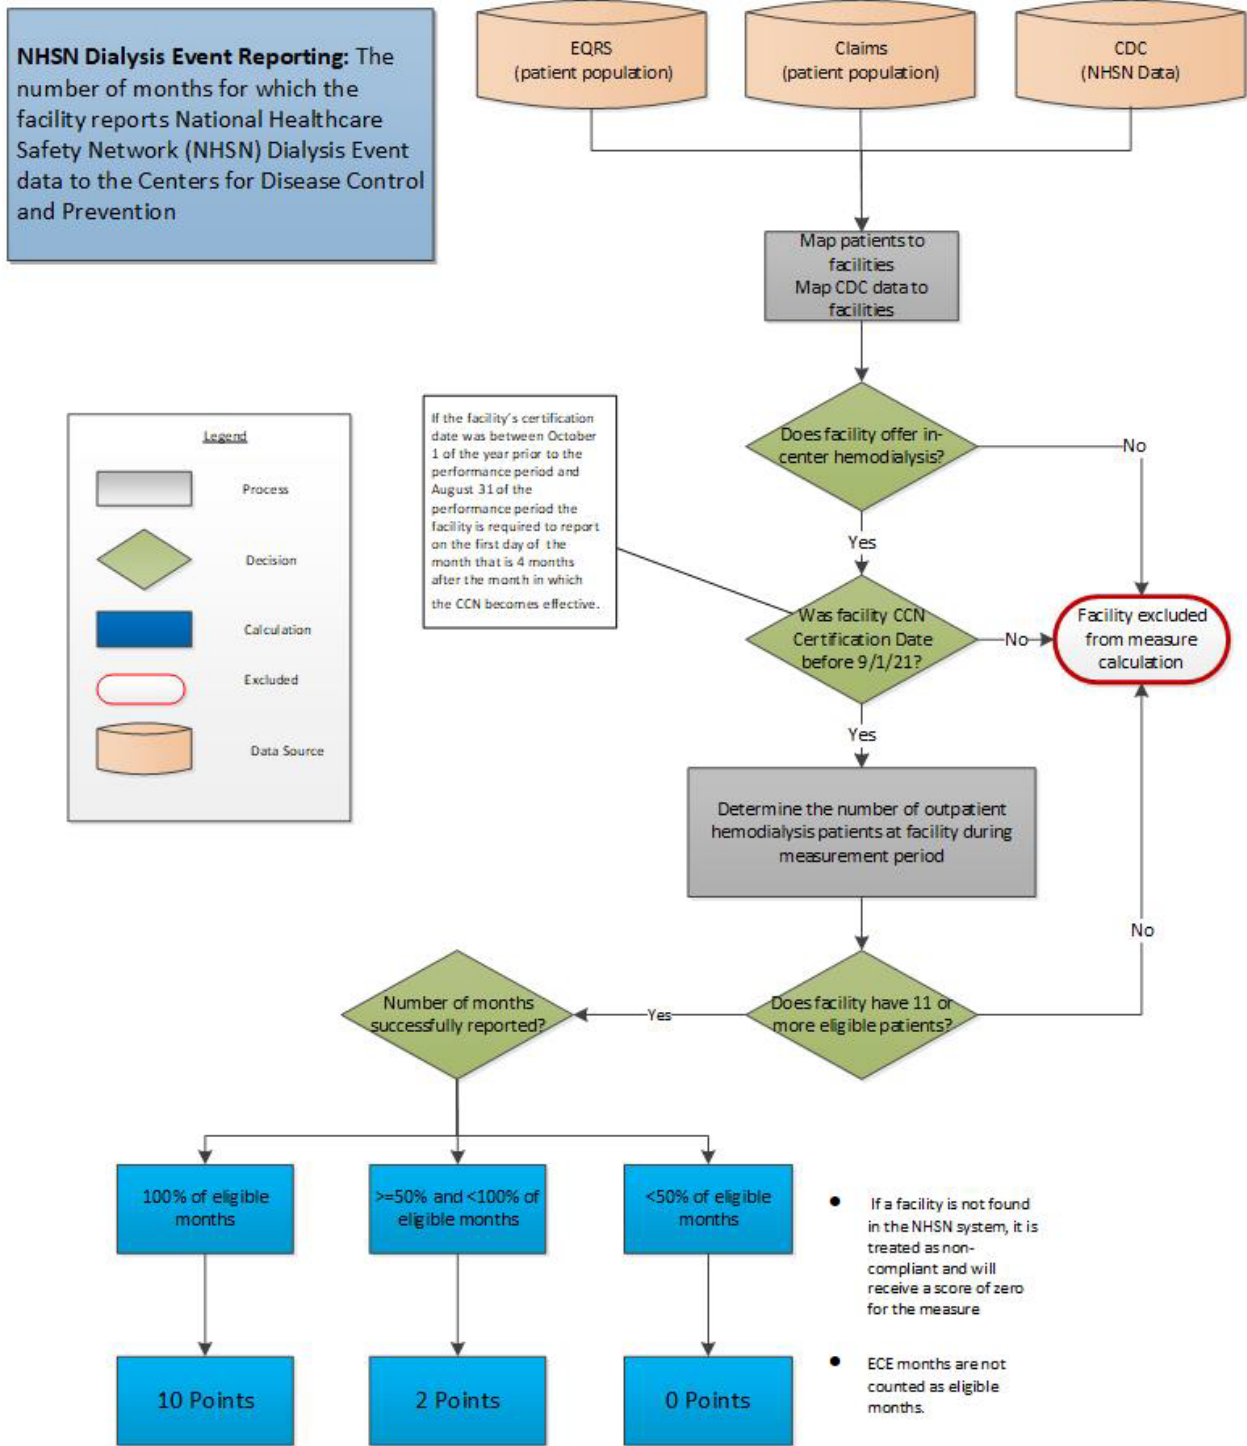 NHSN Dialysis Event Reporting: The
number of months for which the
facility reports National Healthcare
Safety Network (NHSN) Dialysis Event
data to the Centers for Disease Control
and Prevention
EQRS
(patient population)
Claims
(patient population)
CDC
(NHSN Data)
Map patients to
facilities
Map CDC data to
facilities
Legend
Process
Decision
Calculation
Excluded
Data Source
If the facility's certification
date was between October
1 of the year prior to the
performance period and
August 31 of the
performance period the
facility is required to report
on the first day of the
month that is 4 months
after the month in which
the CCN becomes effective.
Does facility offer in-
center hemodialysis?
No
Yes
Was facility CCN
Certification Date
before 9/1/21?
No
Facility excluded
from measure
calculation
Yes
Determine the number of outpatient
hemodialysis patients at facility during
measurement period
No
Does facility have 11 or
more eligible patients?
Yes
Number of months
successfully reported?
100% of eligible
months
>=50% and <100% of
eligible months
<50% of eligible
months
10 Points
2 Points
0 Points
• If a facility is not found
in the NHSN system, it is
treated as non-
compliant and will
receive a score of zero
for the measure
• ECE months are not
counted as eligible
months.